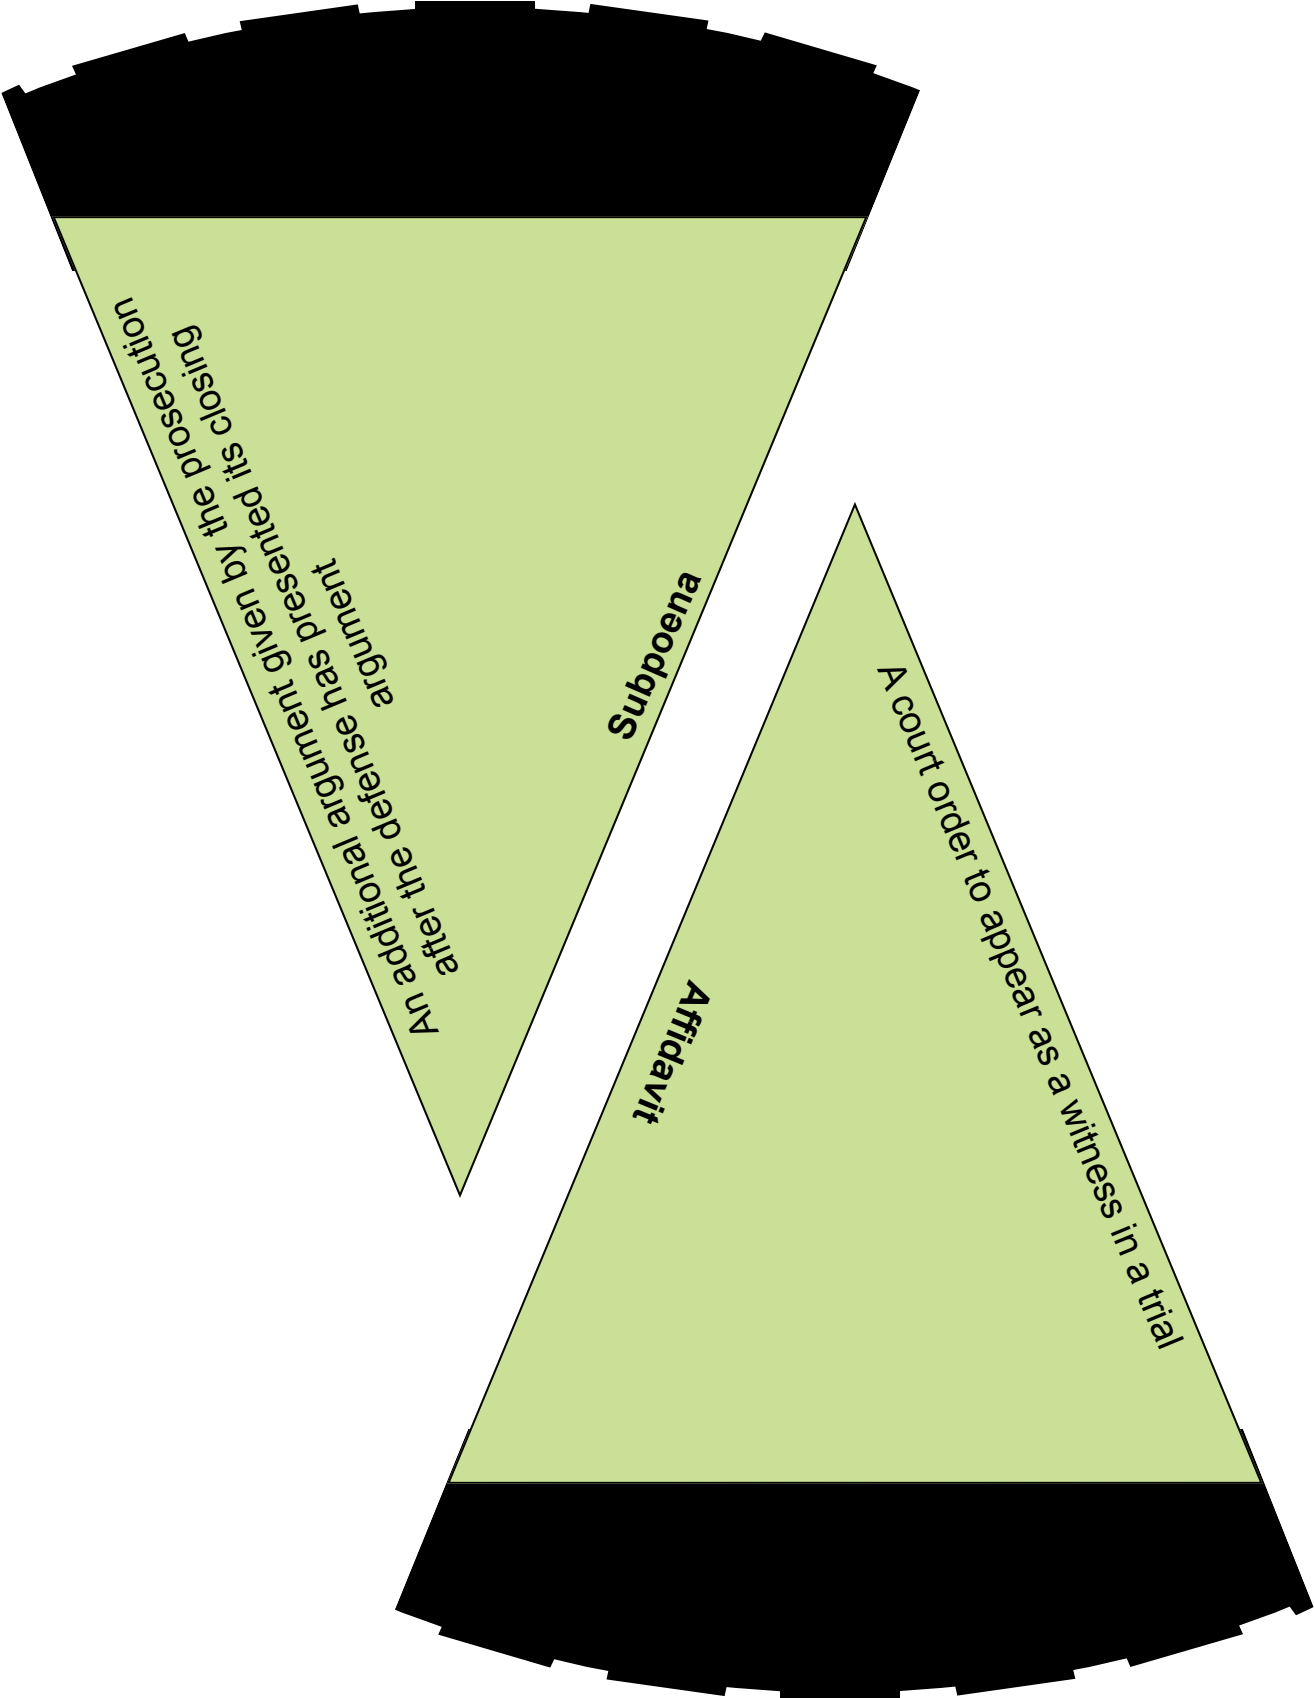 An additional argument given by the prosecution
after the defense has presented its closing
argument
Subpoena
A court order to appear as a witness in a trial
Affidavit